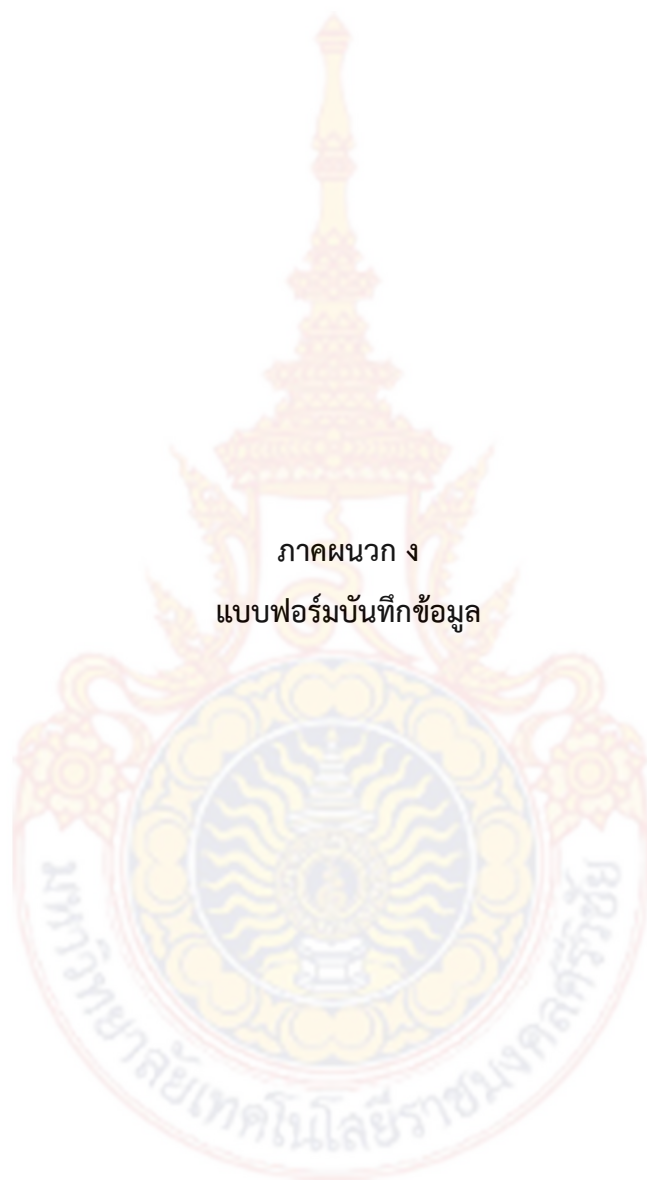 ภาคผนวก ง
แบบฟอร์มบันทึกข้อมูล
มหาวิทยาลัยเทคโนโลยีราชมงคลศรีวิชัย